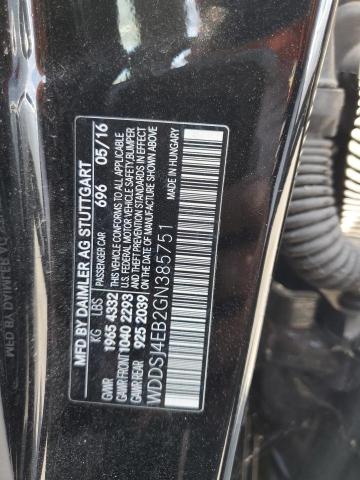 MFD BY DAIMLER AG STUTTGART
PASSENGER CAR 696 05/16
KG LBS
GVWR 1965 4332
GAWR FRONT 1040 2293
GAWR REAR 925 2039
THIS VEHICLE CONFORMS TO ALL APPLICABLE
U.S. FEDERAL MOTOR VEHICLE SAFETY, BUMPER
AND THEFT PREVENTION STANDARDS IN EFFECT ON THE
DATE OF MANUFACTURE SHOWN ABOVE
WDDSJ4EB2GN385751
MADE IN HUNGARY